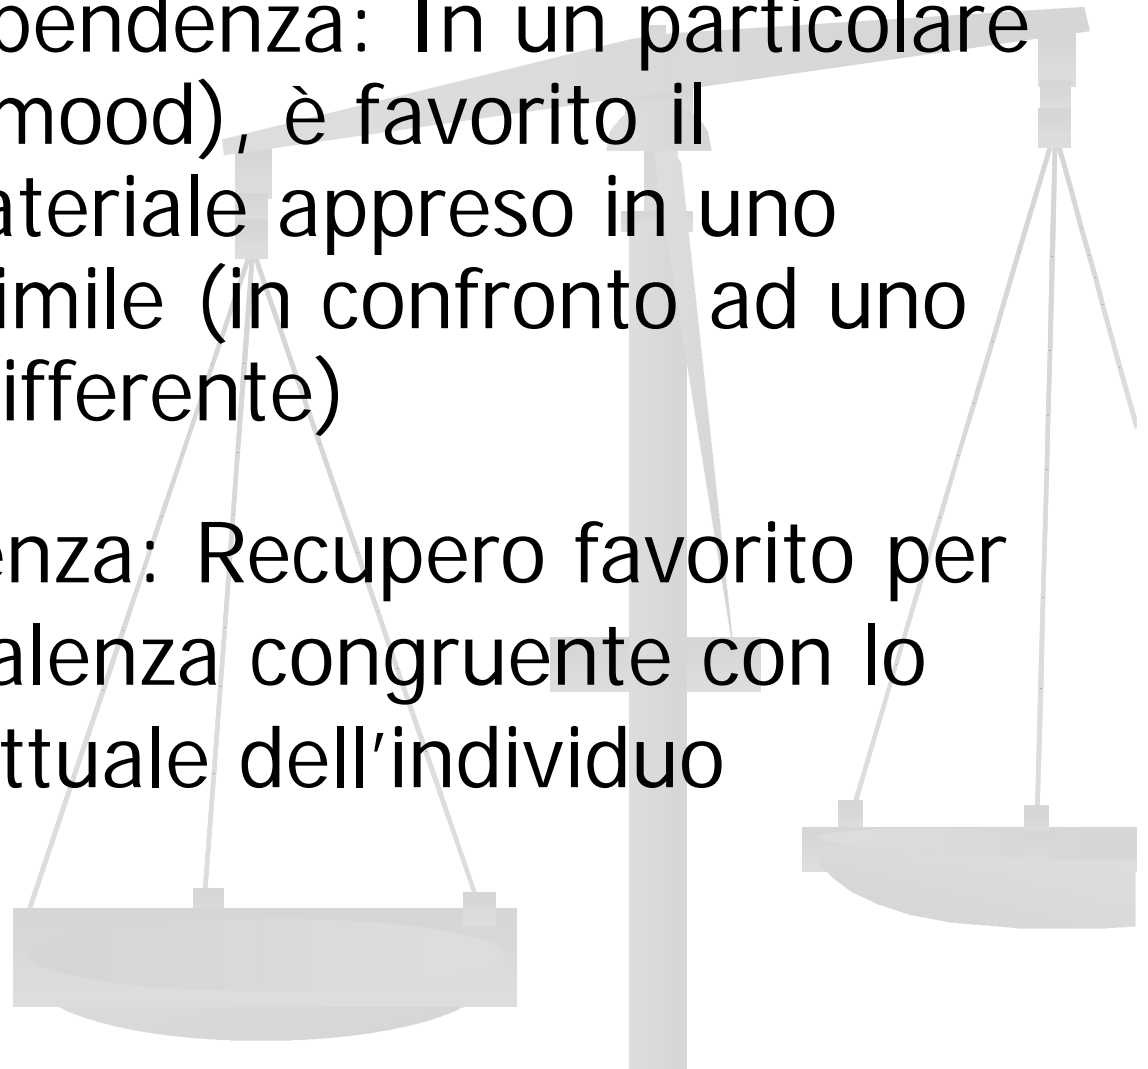 pendenza: In un particolare
mood), è favorito il
ateriale appreso in uno
imile (in confronto ad uno
ifferente)
enza: Recupero favorito per
alenza congruente con lo
ttuale dell'individuo